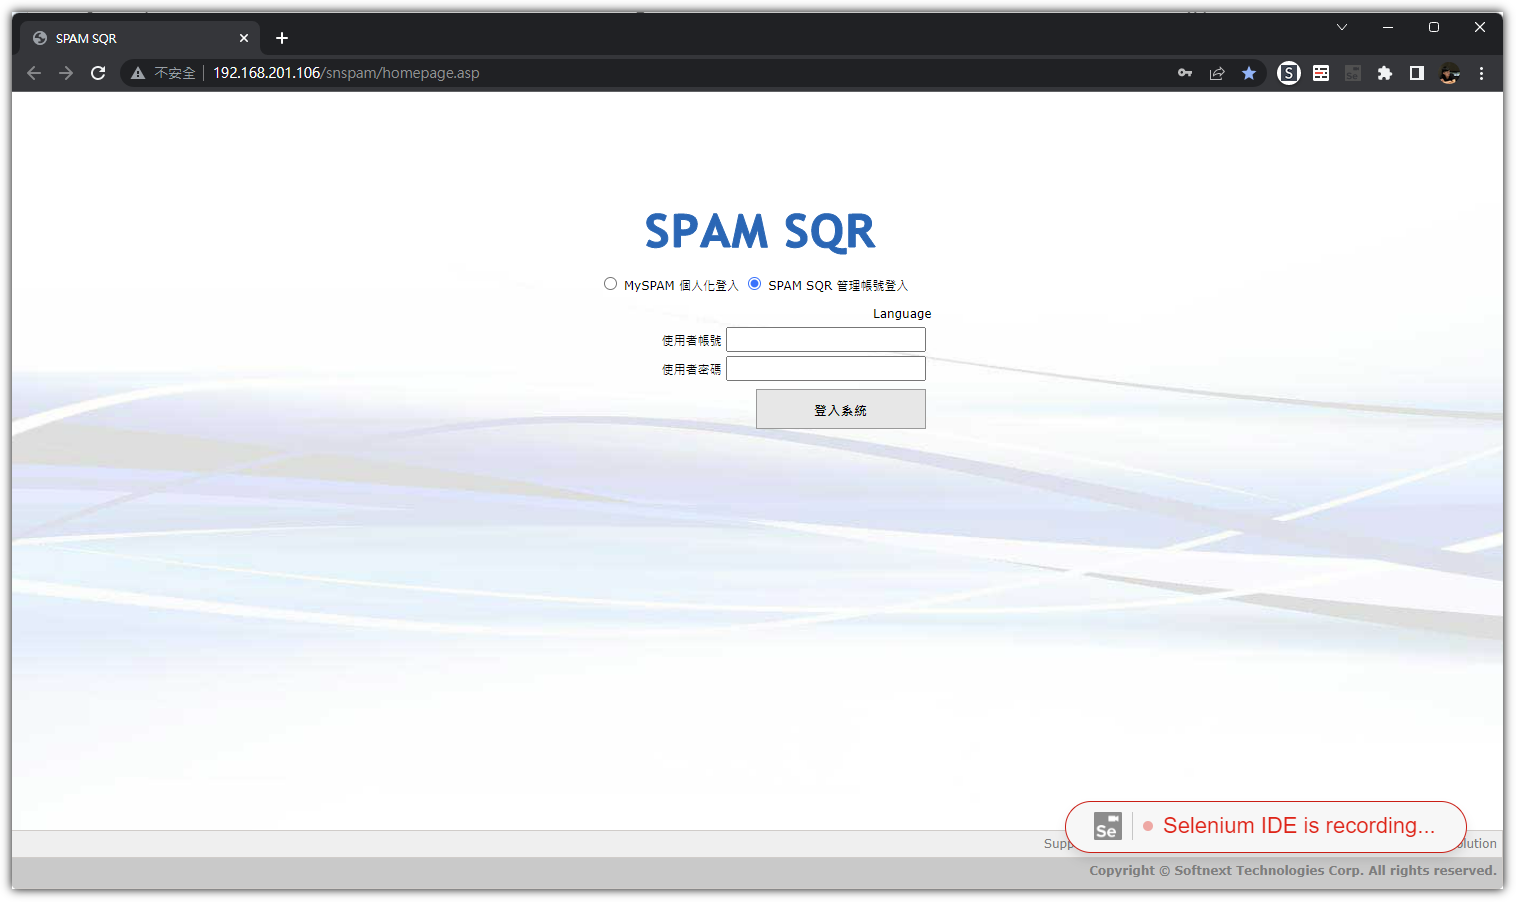 SPAM SQR
不安全 192.168.201.106/snspam/homepage.asp
SPAM SQR
MySPAM 個人化登入 SPAM SQR 管理帳號登入
Language
使用者帳號
使用者密碼
登入系統
Se Selenium IDE is recording...
Copyright © Softnext Technologies Corp. All rights reserved.